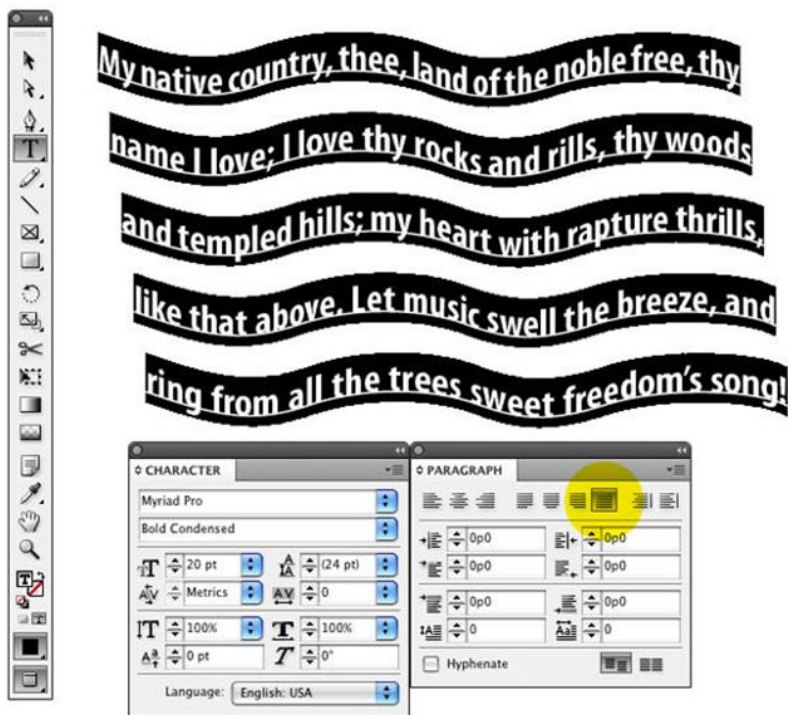 My native country, thee, land of the noble free, thy
name I love; I love thy rocks and rills, thy woods
and templed hills; my heart with rapture thrills,
like that above. Let music swell the breeze, and
ring from all the trees sweet freedom's song!
CHARACTER
Myriad Pro
Bold Condensed
20 pt
(24 pt)
Metrics
0
100%
100%
0 pt
0°
Language: English: USA
PARAGRAPH
0p0
0p0
0p0
0p0
0p0
0p0
0
0
Hyphenate